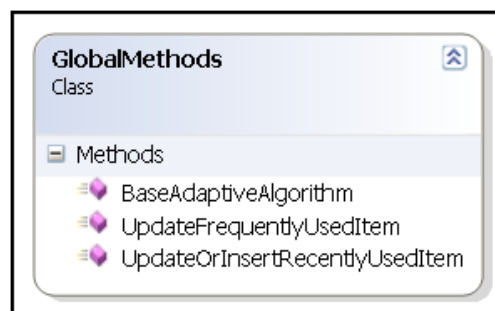 GlobalMethods
Class
Methods
BaseAdaptiveAlgorithm
UpdateFrequentlyUsedItem
UpdateOrInsertRecentlyUsedItem